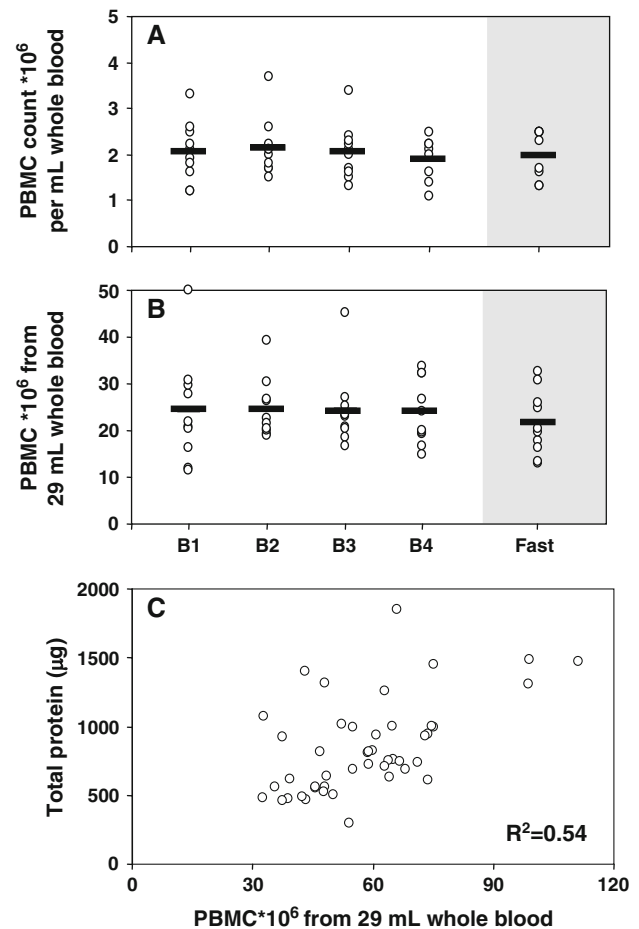 A
PBMC count *10⁶
per mL whole blood
5
4
3
2
1
0
B
PBMC *10⁶ from
29 mL whole blood
50
40
30
20
10
0
B1 B2 B3 B4 Fast
C
Total protein (µg)
2000
1500
1000
500
0
R²=0.54
0 30 60 90 120
PBMC*10⁶ from 29 mL whole blood